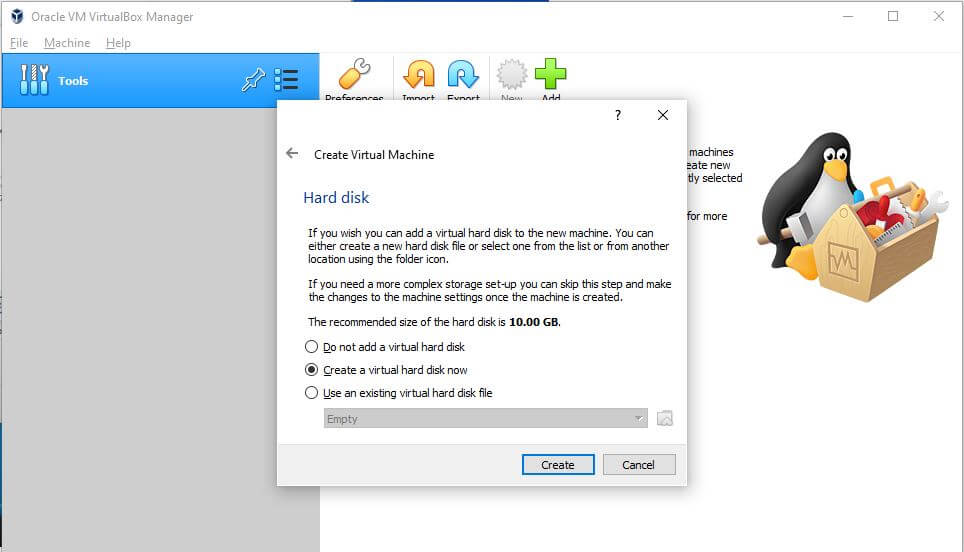 Oracle VM VirtualBox Manager
File Machine Help
Tools
Preferences Import Export New Add
machines
eate new
tly selected
for more
?
Create Virtual Machine
Hard disk
If you wish you can add a virtual hard disk to the new machine. You can
either create a new hard disk file or select one from the list or from another
location using the folder icon.
If you need a more complex storage set-up you can skip this step and make
the changes to the machine settings once the machine is created.
The recommended size of the hard disk is 10.00 GB.
Do not add a virtual hard disk
Create a virtual hard disk now
Use an existing virtual hard disk file
Empty
Create Cancel